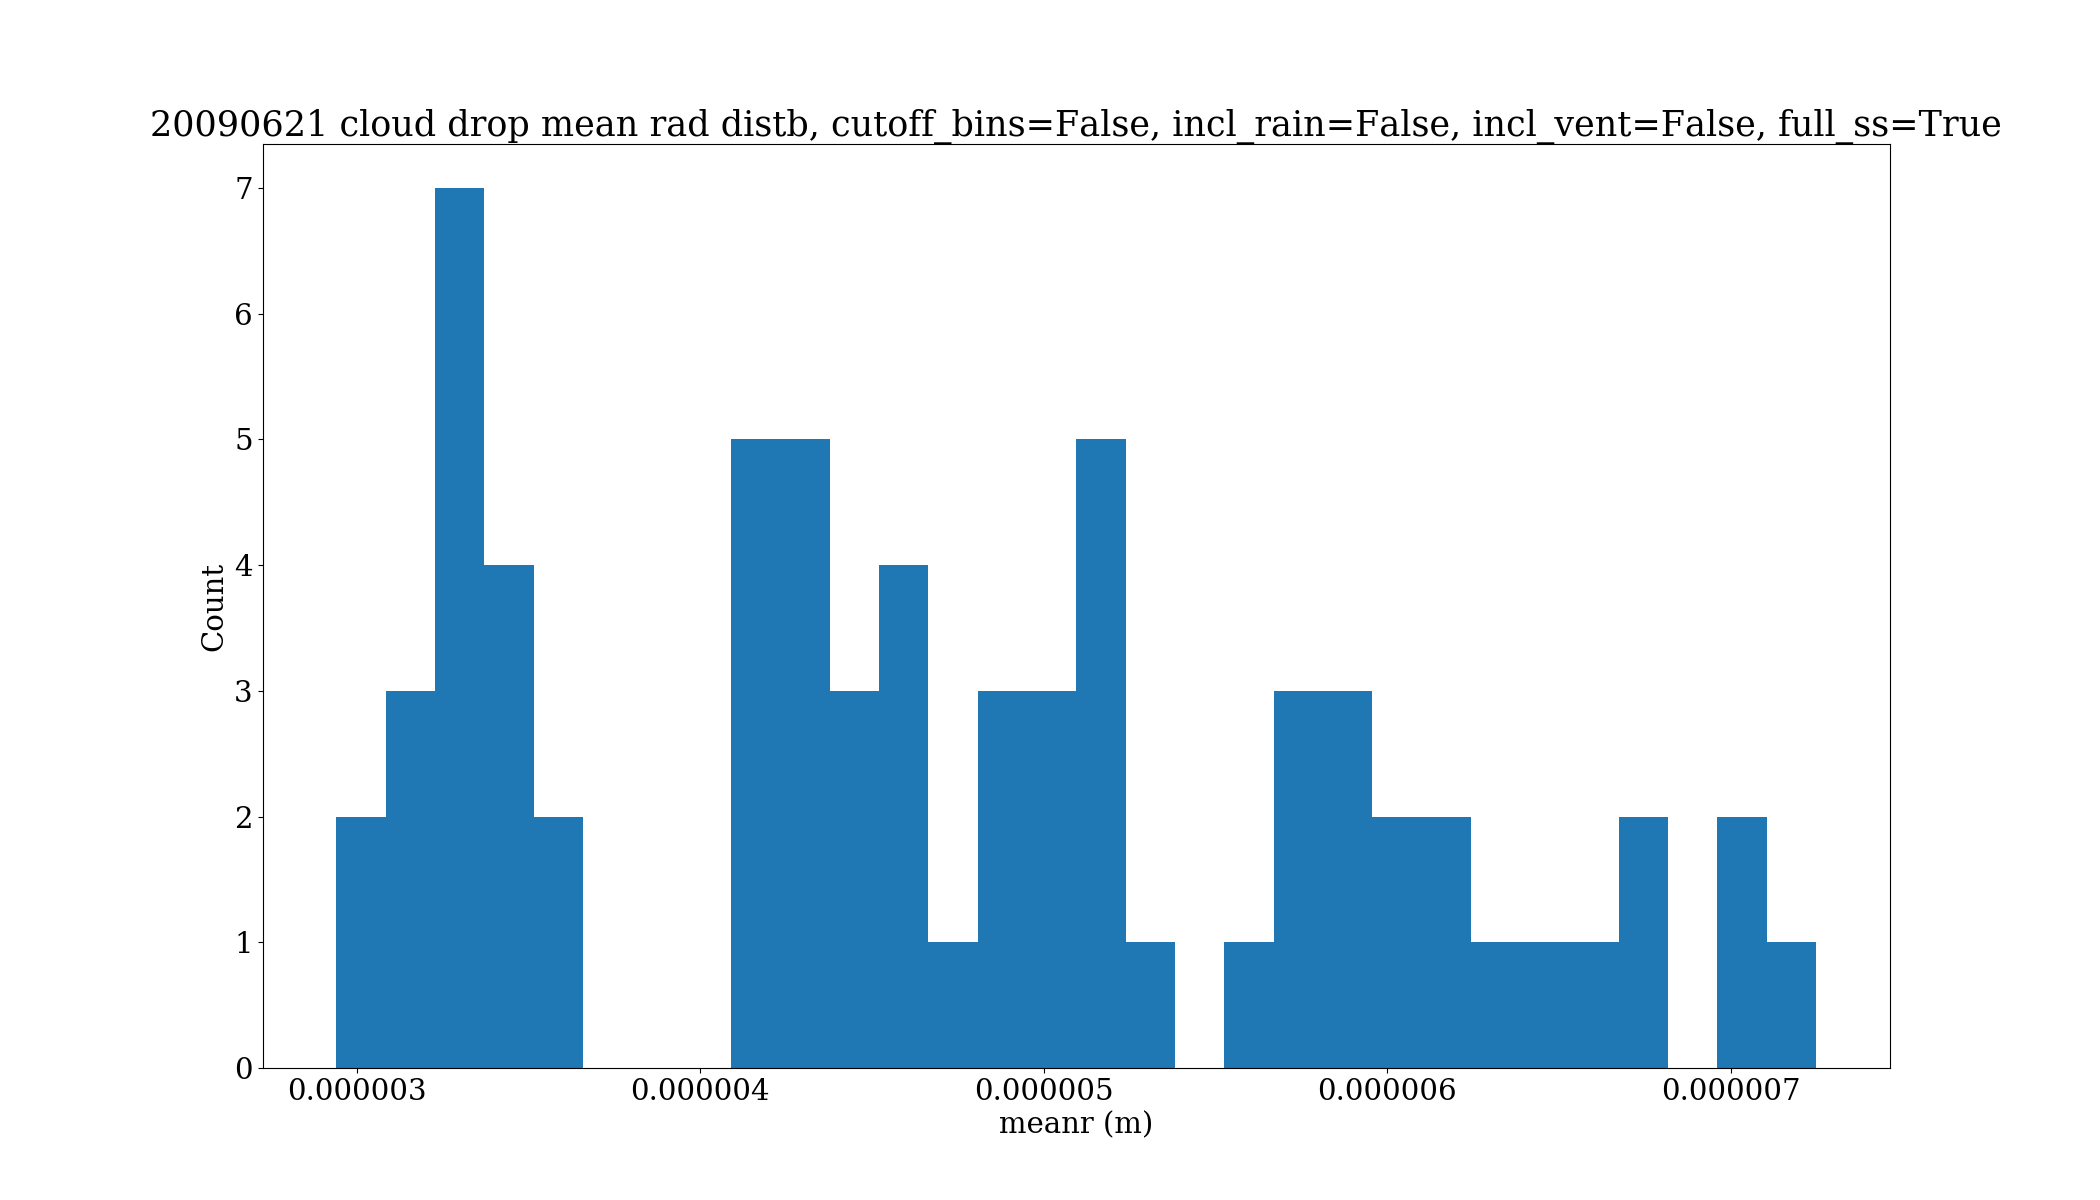 20090621 cloud drop mean rad distb, cutoff_bins=False, incl_rain=False, incl_vent=False, full_ss=True
7
6
5
4
3
2
1
0
Count
0.000003 0.000004 0.000005 0.000006 0.000007
meanr (m)